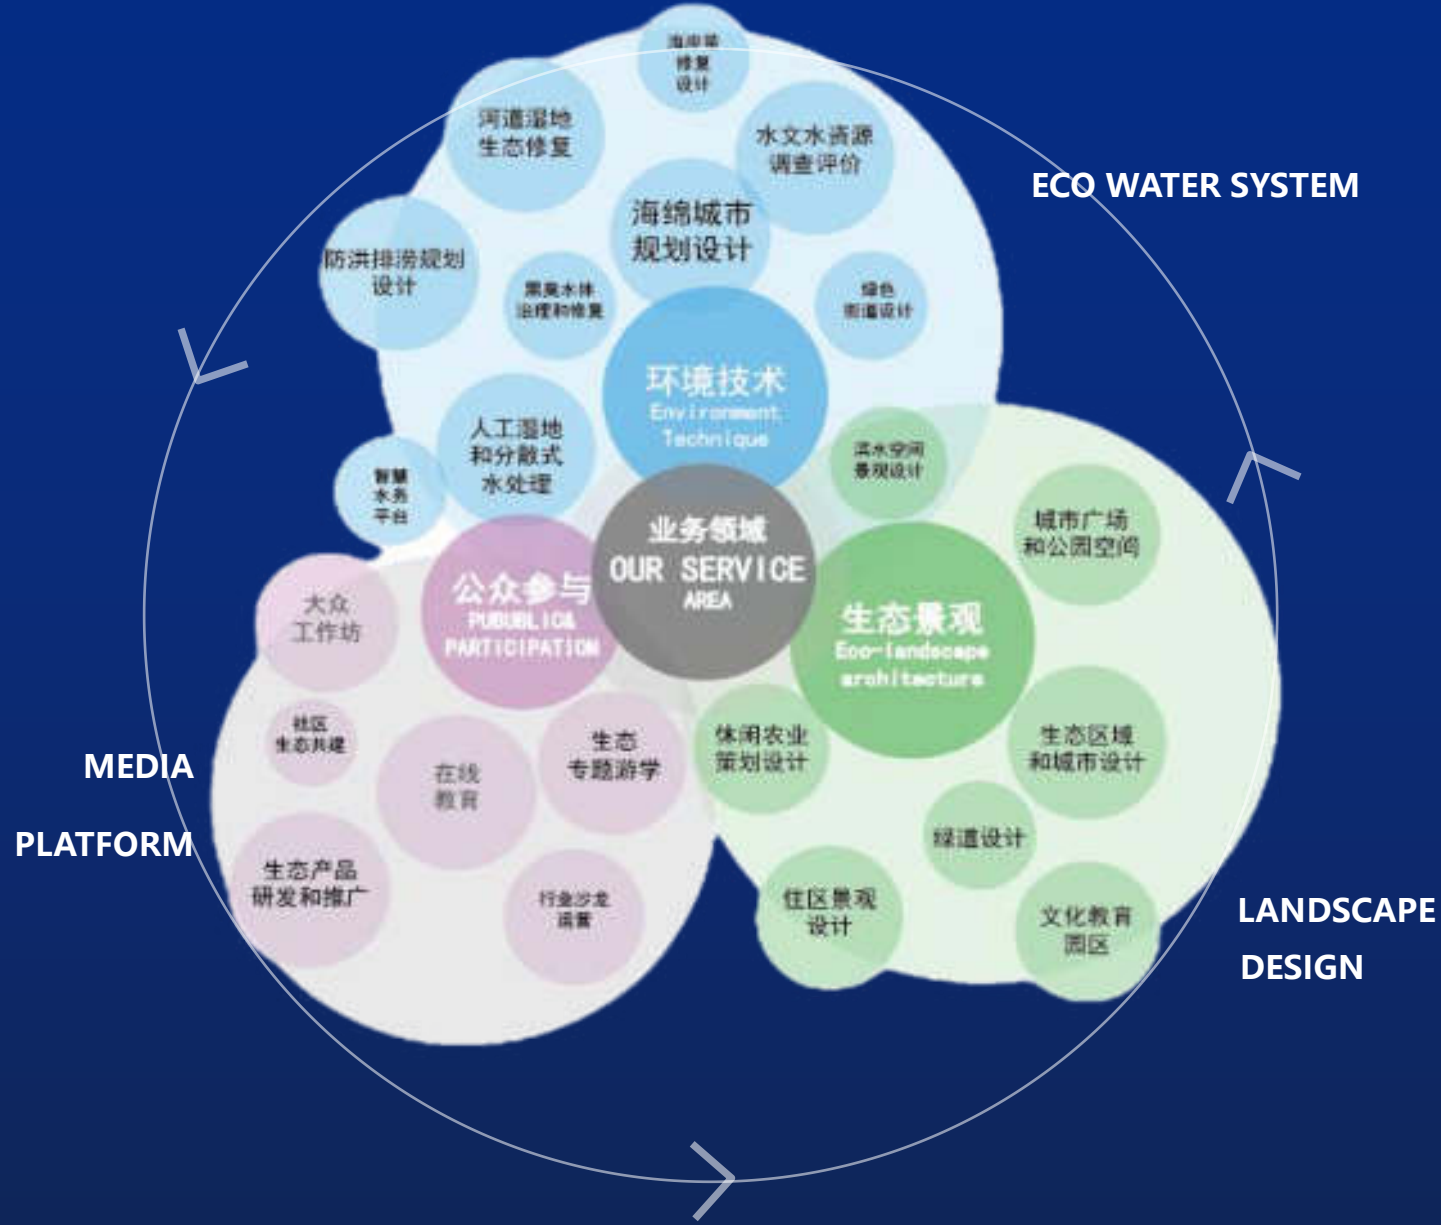 海岸带
修复
设计
河道湿地
生态修复
水文水资源
调查评价
ECO WATER SYSTEM
海绵城市
规划设计
防洪排涝规划
设计
黑臭水体
治理和修复
绿色
街道设计
环境技术
Environment
Technique
人工湿地
和分散式
水处理
滨水空间
景观设计
智慧
水务
平台
城市广场
和公园空间
业务领域
OUR SERVICE
AREA
公众参与
PUBUBLIC&
PARTICIPATION
大众
工作坊
生态景观
Eco-landscape
architecture
社区
生态共建
生态
专题游学
休闲农业
策划设计
生态区域
和城市设计
MEDIA
PLATFORM
在线
教育
绿道设计
生态产品
研发和推广
行业沙龙
运营
住区景观
设计
文化教育
园区
LANDSCAPE
DESIGN